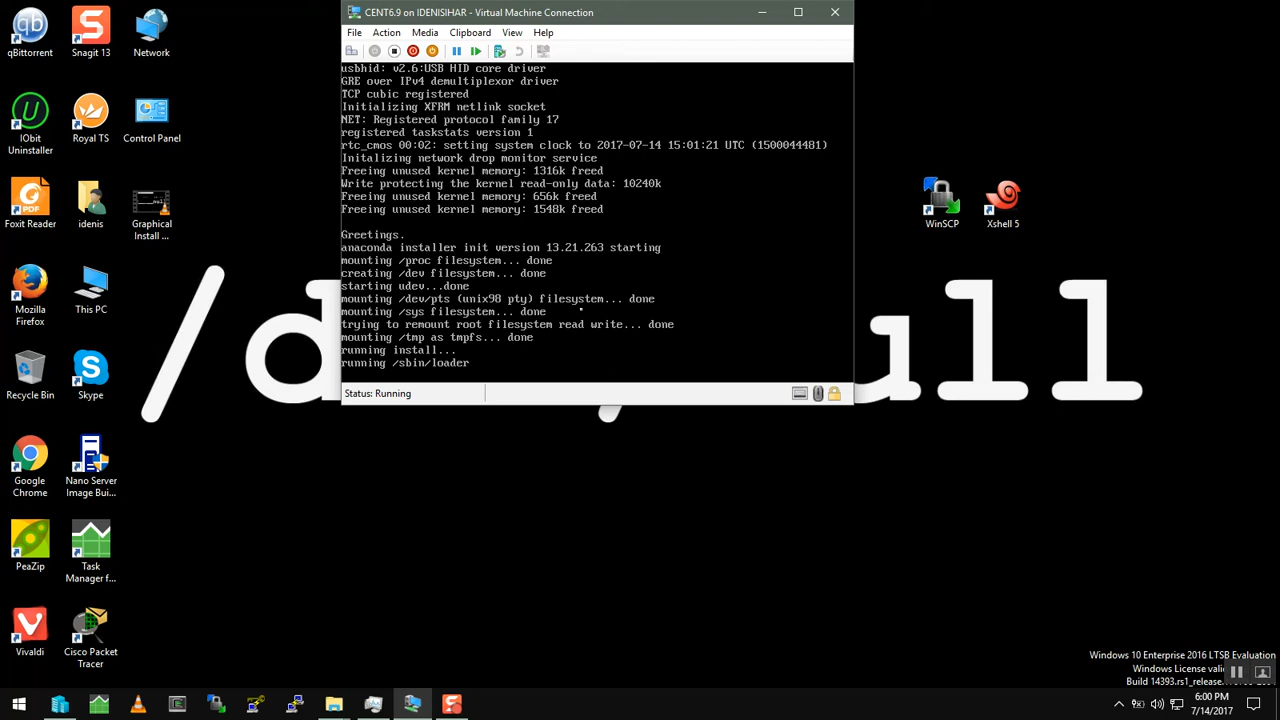 CENT6.9 on IDENISIHAR - Virtual Machine Connection
File Action Media Clipboard View Help
usbhid: v2.6:USB HID core driver
GRE over IPv4 demultiplexor driver
TCP cubic registered
Initializing XFRM netlink socket
NET: Registered protocol family 17
registered taskstats version 1
rtc_cmos 00:02: setting system clock to 2017-07-14 15:01:21 UTC (1500044481)
Initalizing network drop monitor service
Freeing unused kernel memory: 1316k freed
Write protecting the kernel read-only data: 10240k
Freeing unused kernel memory: 656k freed
Freeing unused kernel memory: 1548k freed
Greetings.
anaconda installer init version 13.21.263 starting
mounting /proc filesystem... done
creating /dev filesystem... done
starting udev...done
mounting /dev/pts (unix98 pty) filesystem... done
mounting /sys filesystem... done
trying to remount root filesystem read write... done
mounting /tmp as tmpfs... done
running install...
running /sbin/loader
Status: Running
qBittorrent
Snagit 13
Network
IObit
Uninstaller
Royal TS
Control Panel
Foxit Reader
idenis
Graphical
Install ...
Mozilla
Firefox
This PC
Recycle Bin
Skype
Google
Chrome
Nano Server
Image Bui...
PeaZip
Task
Manager f...
Vivaldi
Cisco Packet
Tracer
WinSCP
Xshell 5
/d ull
Windows 10 Enterprise 2016 LTSB Evaluation
Windows License vali
Build 14393.rs1_release.
6:00 PM
7/14/2017